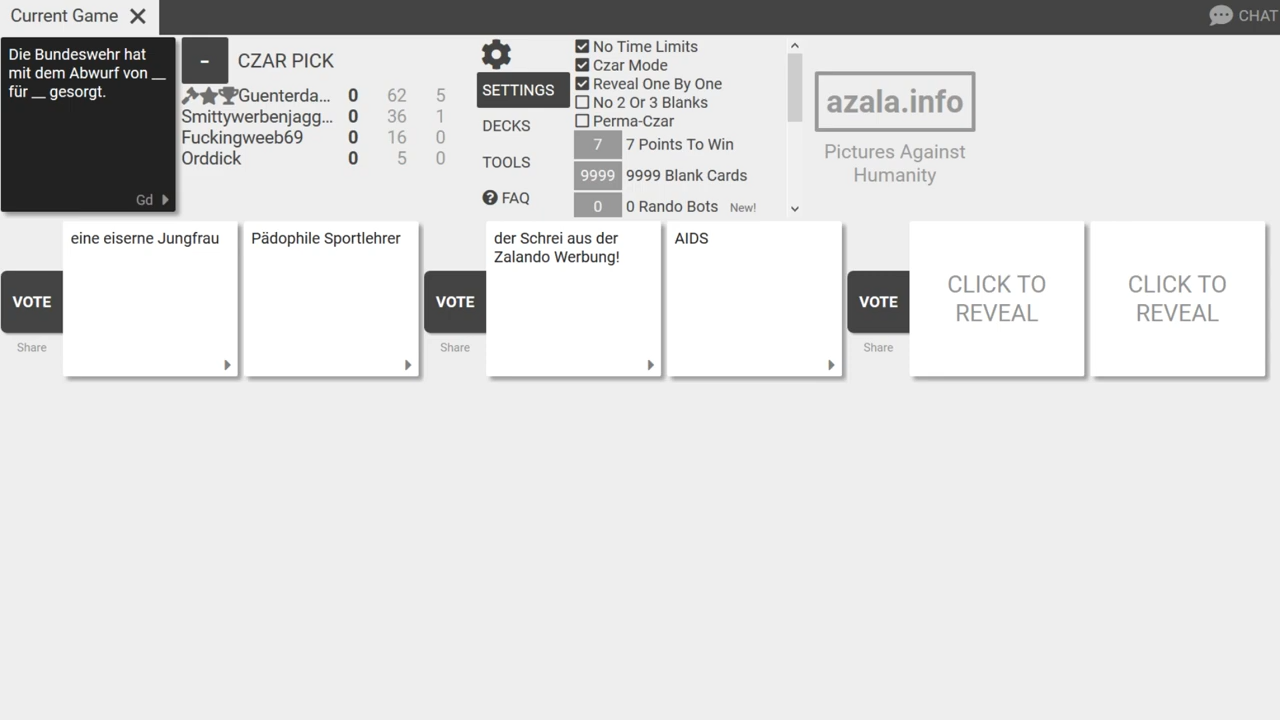 Current Game
CHAT
Die Bundeswehr hat
mit dem Abwurf von __
für __ gesorgt.
Gd
-
CZAR PICK
Guenterda... 0 62 5
Smittywerbenjagg... 0 36 1
Fuckingweeb69 0 16 0
Orddick 0 5 0
SETTINGS
DECKS
TOOLS
FAQ
No Time Limits
Czar Mode
Reveal One By One
No 2 Or 3 Blanks
Perma-Czar
7 7 Points To Win
9999 9999 Blank Cards
0 0 Rando Bots New!
azala.info
Pictures Against
Humanity
VOTE
Share
eine eiserne Jungfrau
Pädophile Sportlehrer
VOTE
Share
der Schrei aus der
Zalando Werbung!
AIDS
VOTE
Share
CLICK TO
REVEAL
CLICK TO
REVEAL